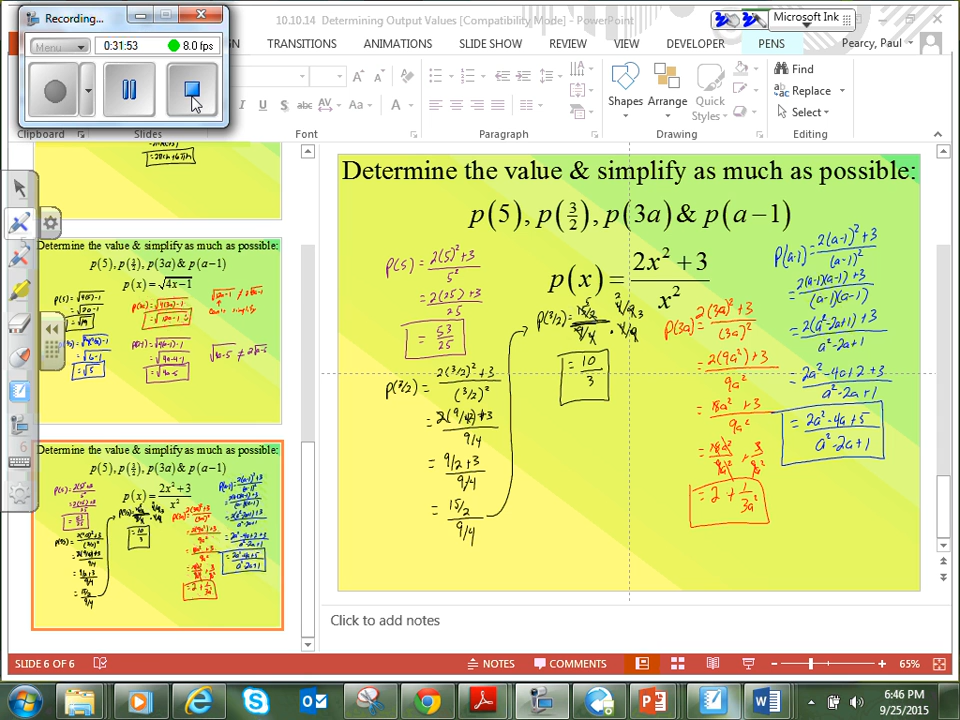 Recording...
10.10.14 Determining Output Values [Compatibility Mode] - PowerPoint
Microsoft Ink
Menu
0:31:53
8.0 fps
TRANSITIONS ANIMATIONS SLIDE SHOW REVIEW VIEW DEVELOPER PENS Pearcy, Paul
Find
Replace
Select
Shapes Arrange Quick Styles
Clipboard Slides Font Paragraph Drawing Editing
Determine the value & simplify as much as possible:
p(5), p(3/2), p(3a) & p(a-1)
p(x) = √4x-1
Determine the value & simplify as much as possible:
p(5), p(3/2), p(3a) & p(a-1)
p(x) = 2x²+3 / x²
Determine the value & simplify as much as possible:
p(5), p(3/2), p(3a) & p(a-1)
p(x) = 2x²+3 / x²
P(5) = 2(5)²+3 / 5²
= 2(25)+3 / 25
= 53/25
P(3/2) = 2(3/2)²+3 / (3/2)²
= 2(9/4)+3 / 9/4
= 9/2+3 / 9/4
= 15/2 / 9/4
= 10/3
P(3a) = 2(3a)²+3 / (3a)²
= 2(9a²)+3 / 9a²
= 18a²+3 / 9a²
= 2 + 1/3a²
P(a-1) = 2(a-1)²+3 / (a-1)²
= 2(a-1)(a-1)+3 / (a-1)(a-1)
= 2(a²-2a+1)+3 / a²-2a+1
= 2a²-4a+2+3 / a²-2a+1
= 2a²-4a+5 / a²-2a+1
Click to add notes
SLIDE 6 OF 6
NOTES COMMENTS 65%
6:46 PM
9/25/2015